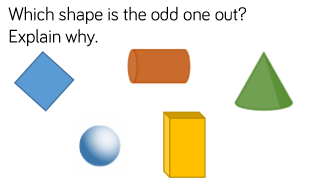 Which shape is the odd one out?
Explain why.